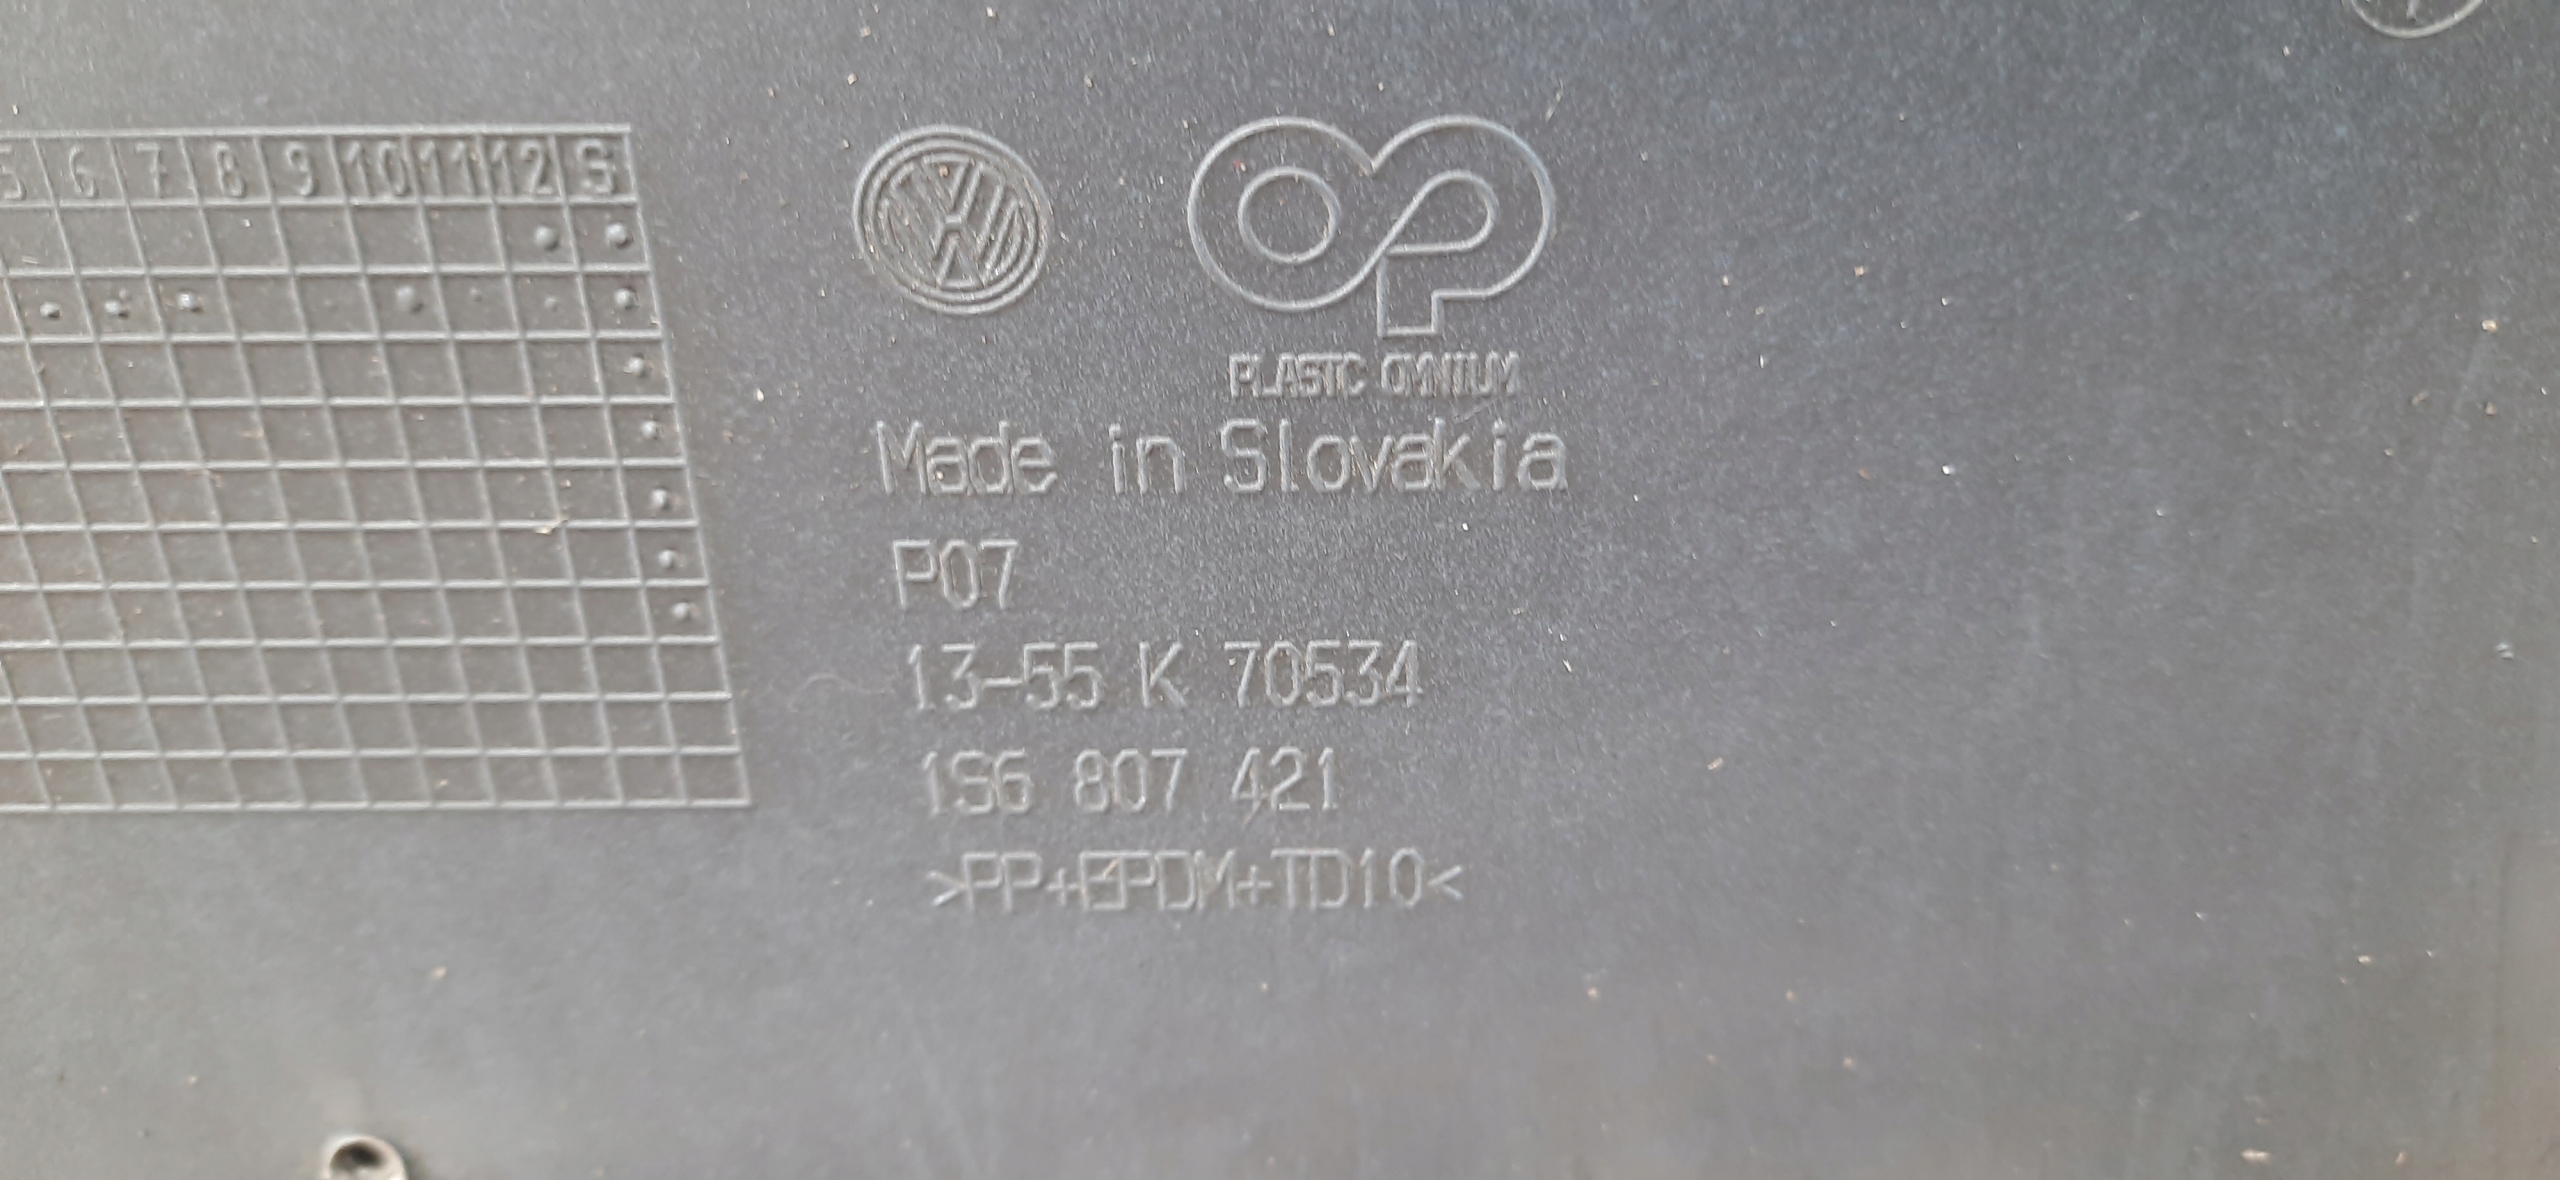 5 6 7 8 9 10 11 12 S
PLASTIC OMNIUM
Made in Slovakia
P07
13-55 K 70534
1S6 807 421
>PP+EPDM+TD10<